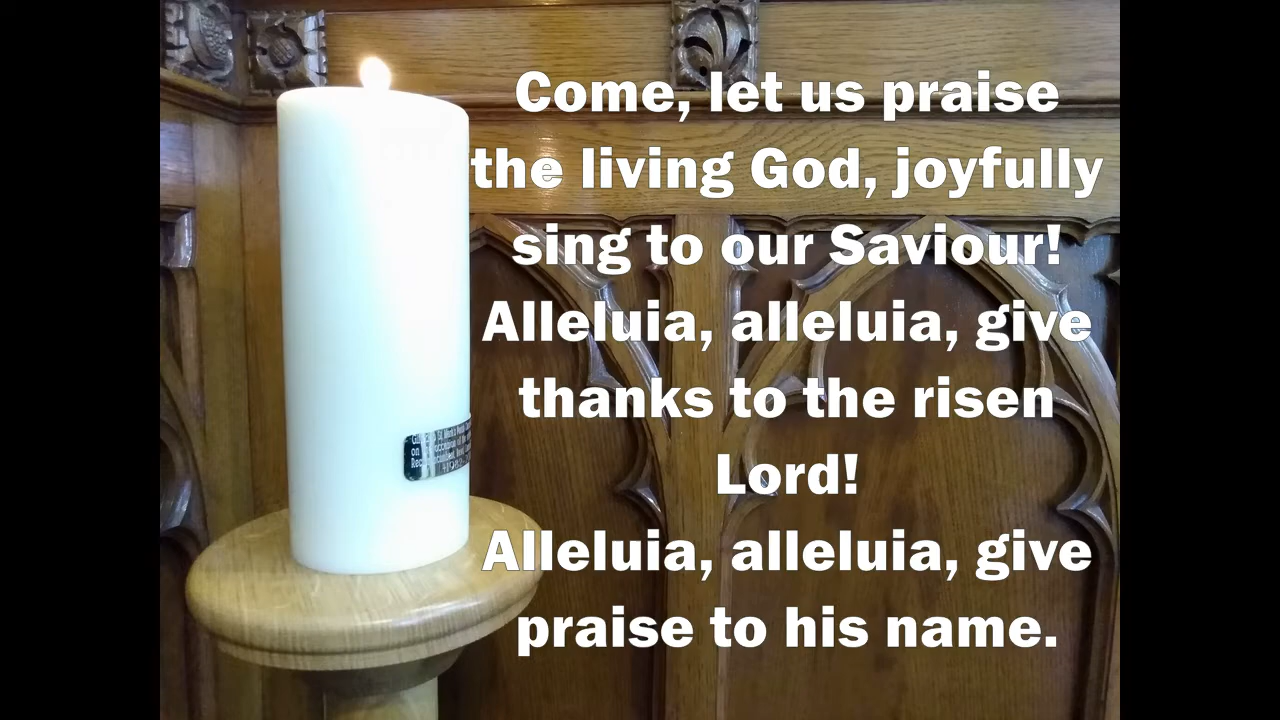 Come, let us praise
the living God, joyfully
sing to our Saviour!
Alleluia, alleluia, give
thanks to the risen
Lord!
Alleluia, alleluia, give
praise to his name.